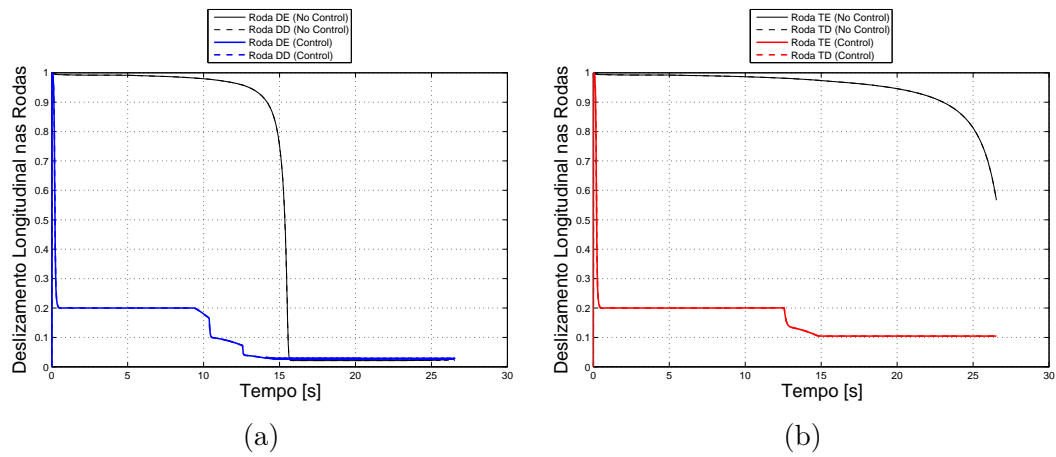 Roda DE (No Control)
Roda DD (No Control)
Roda DE (Control)
Roda DD (Control)
1
0.9
0.8
0.7
0.6
0.5
0.4
0.3
0.2
0.1
0
0 5 10 15 20 25 30
Deslizamento Longitudinal nas Rodas
Tempo [s]
(a)
Roda TE (No Control)
Roda TD (No Control)
Roda TE (Control)
Roda TD (Control)
1
0.9
0.8
0.7
0.6
0.5
0.4
0.3
0.2
0.1
0
0 5 10 15 20 25 30
Deslizamento Longitudinal nas Rodas
Tempo [s]
(b)